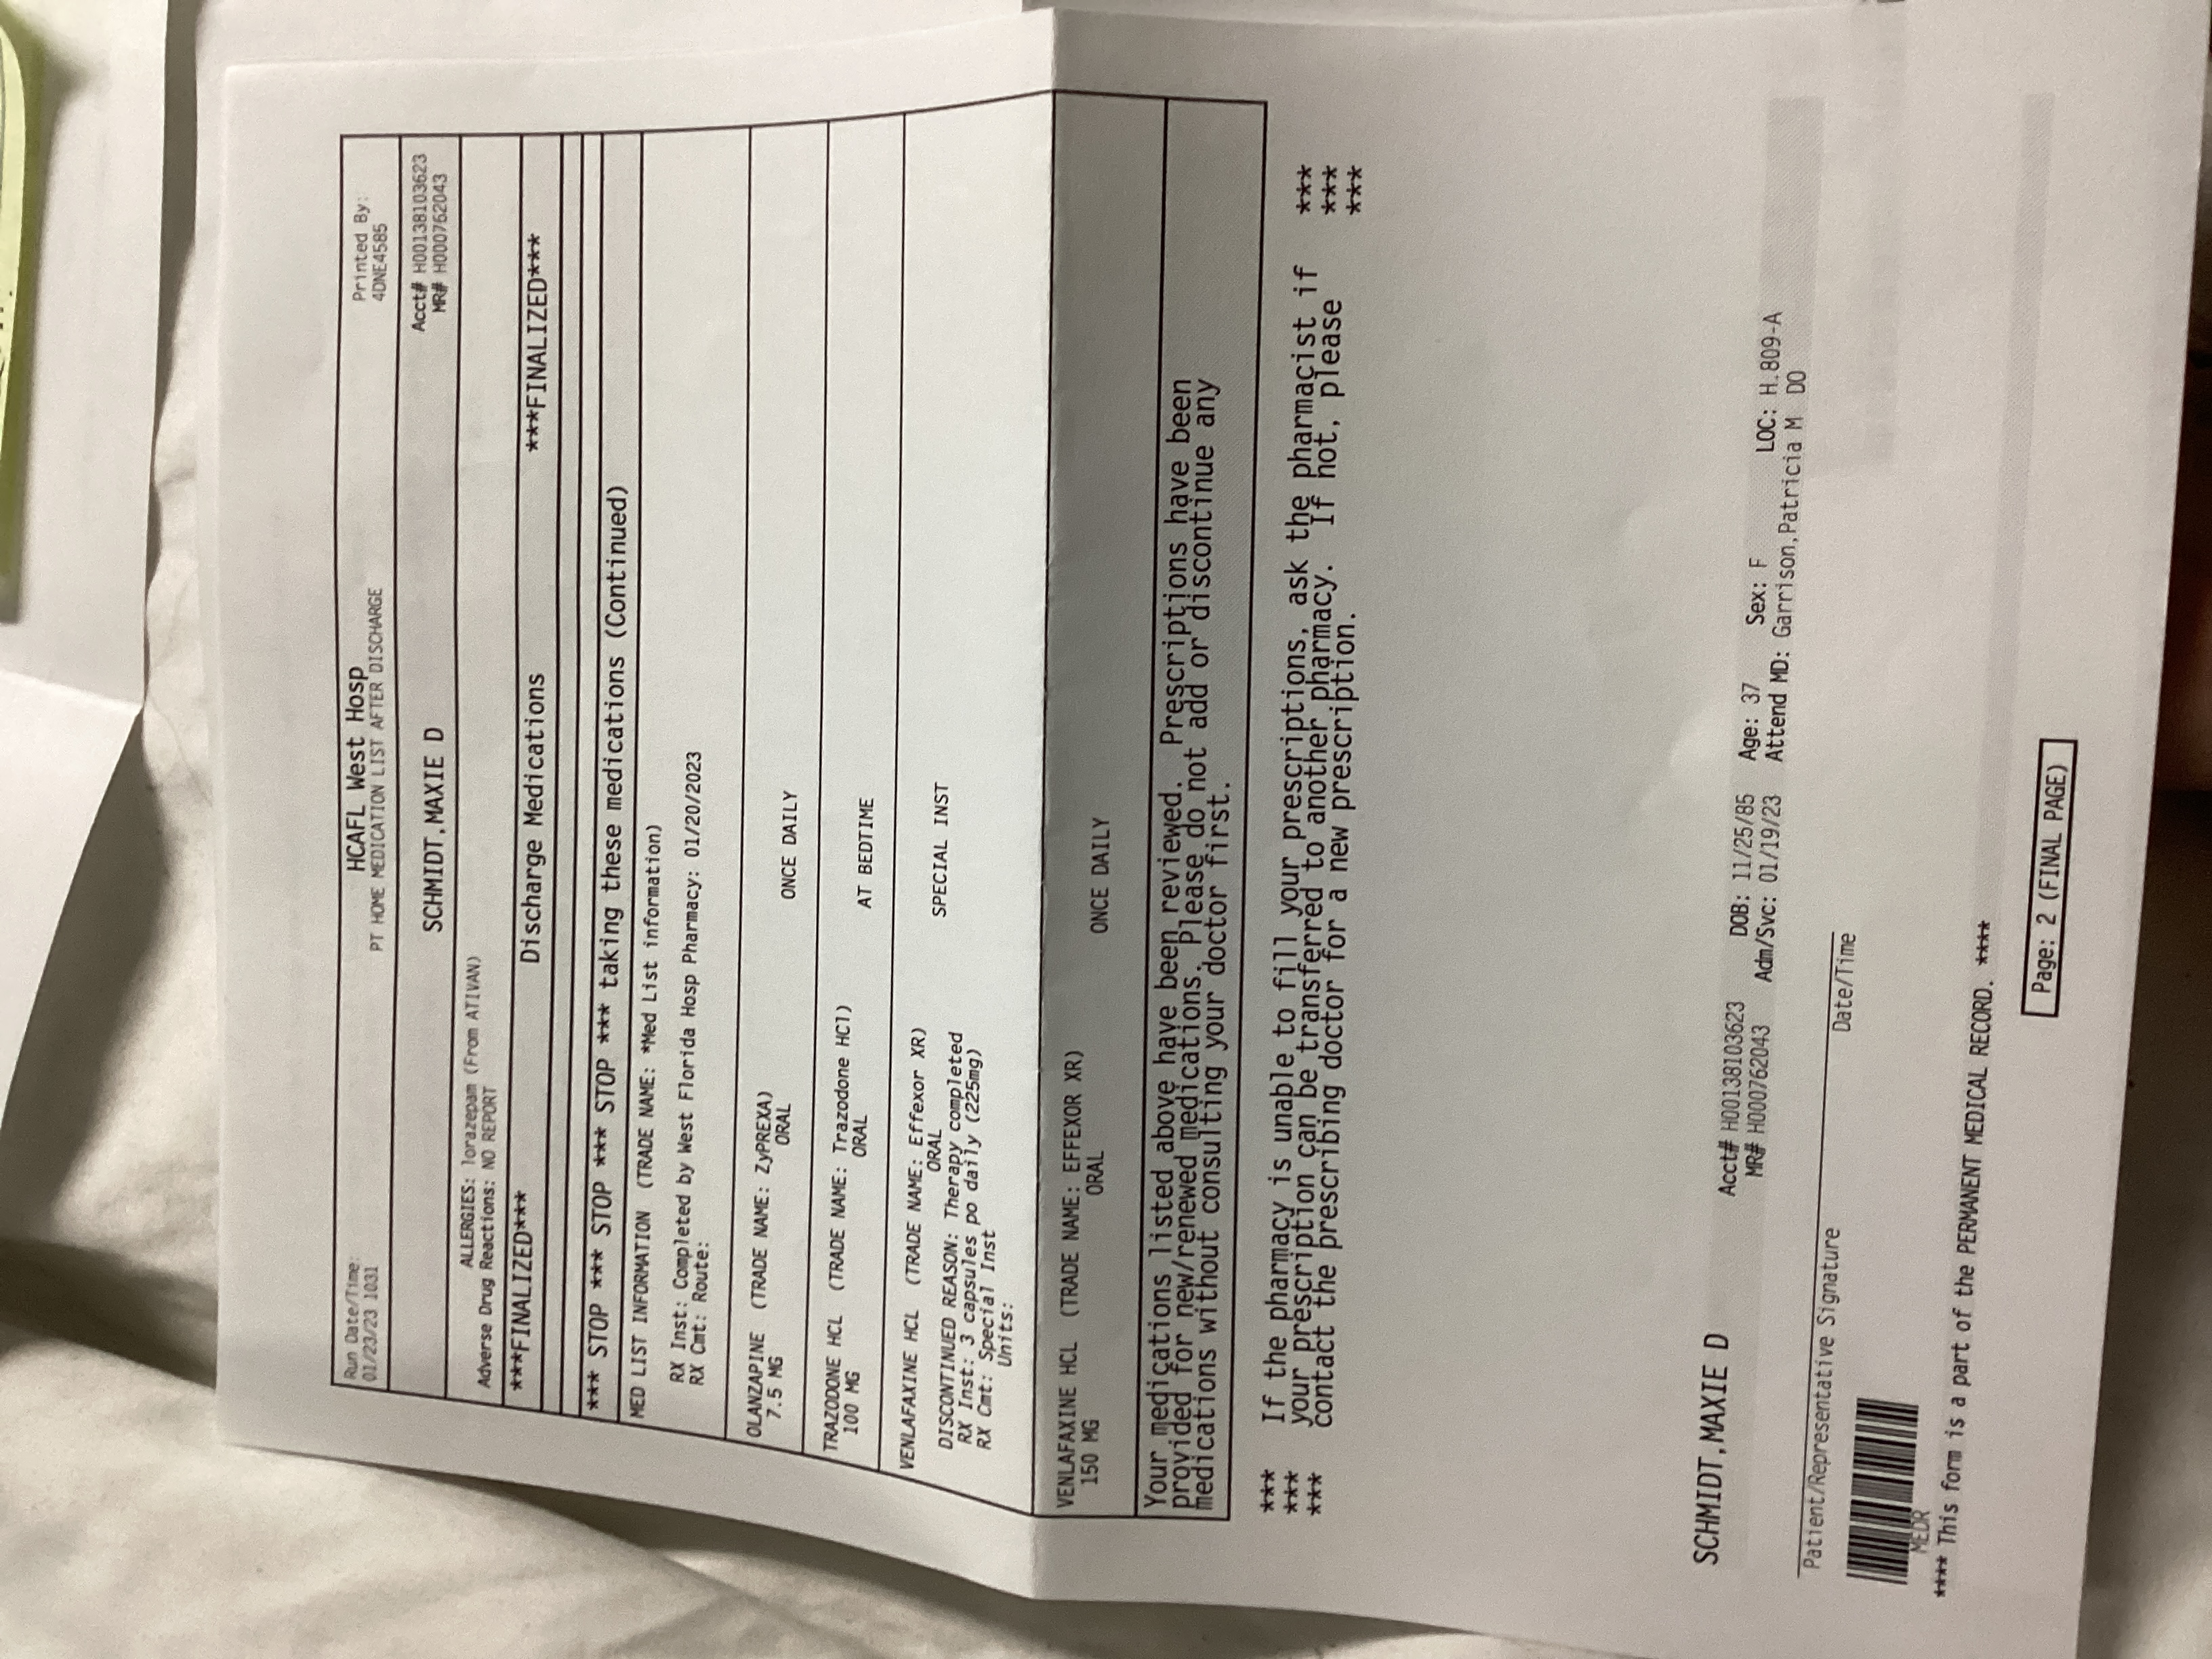 Run Date/Time:
01/23/23 1031
HCAFL West Hosp
PT HOME MEDICATION LIST AFTER DISCHARGE
Printed By:
4DNE4585
SCHMIDT,MAXIE D
Acct# H00138103623
MR# H000762043
ALLERGIES: lorazepam (From ATIVAN)
Adverse Drug Reactions: NO REPORT
***FINALIZED*** Discharge Medications ***FINALIZED***
*** STOP *** STOP *** STOP *** taking these medications (Continued)
MED LIST INFORMATION (TRADE NAME: *Med List information)
RX Inst: Completed by West Florida Hosp Pharmacy: 01/20/2023
RX Cmt: Route:
OLANZAPINE (TRADE NAME: ZyPREXA)
7.5 MG ORAL ONCE DAILY
TRAZODONE HCL (TRADE NAME: Trazodone HCl)
100 MG ORAL AT BEDTIME
VENLAFAXINE HCL (TRADE NAME: Effexor XR)
ORAL SPECIAL INST
DISCONTINUED REASON: Therapy completed
RX Inst: 3 capsules po daily (225mg)
RX Cmt: Special Inst
Units:
VENLAFAXINE HCL (TRADE NAME: EFFEXOR XR)
150 MG ORAL ONCE DAILY
Your medications listed above have been reviewed. Prescriptions have been
provided for new/renewed medications. Please do not add or discontinue any
medications without consulting your doctor first.
*** If the pharmacy is unable to fill your prescriptions, ask the pharmacist if ***
*** your prescription can be transferred to another pharmacy. If not, please ***
*** contact the prescribing doctor for a new prescription. ***
SCHMIDT,MAXIE D
Acct# H00138103623 DOB: 11/25/85 Age: 37 Sex: F LOC: H.809-A
MR# H000762043 Adm/Svc: 01/19/23 Attend MD: Garrison,Patricia M DO
Patient/Representative Signature Date/Time
MEDR
**** This form is a part of the PERMANENT MEDICAL RECORD. ****
Page: 2 (FINAL PAGE)